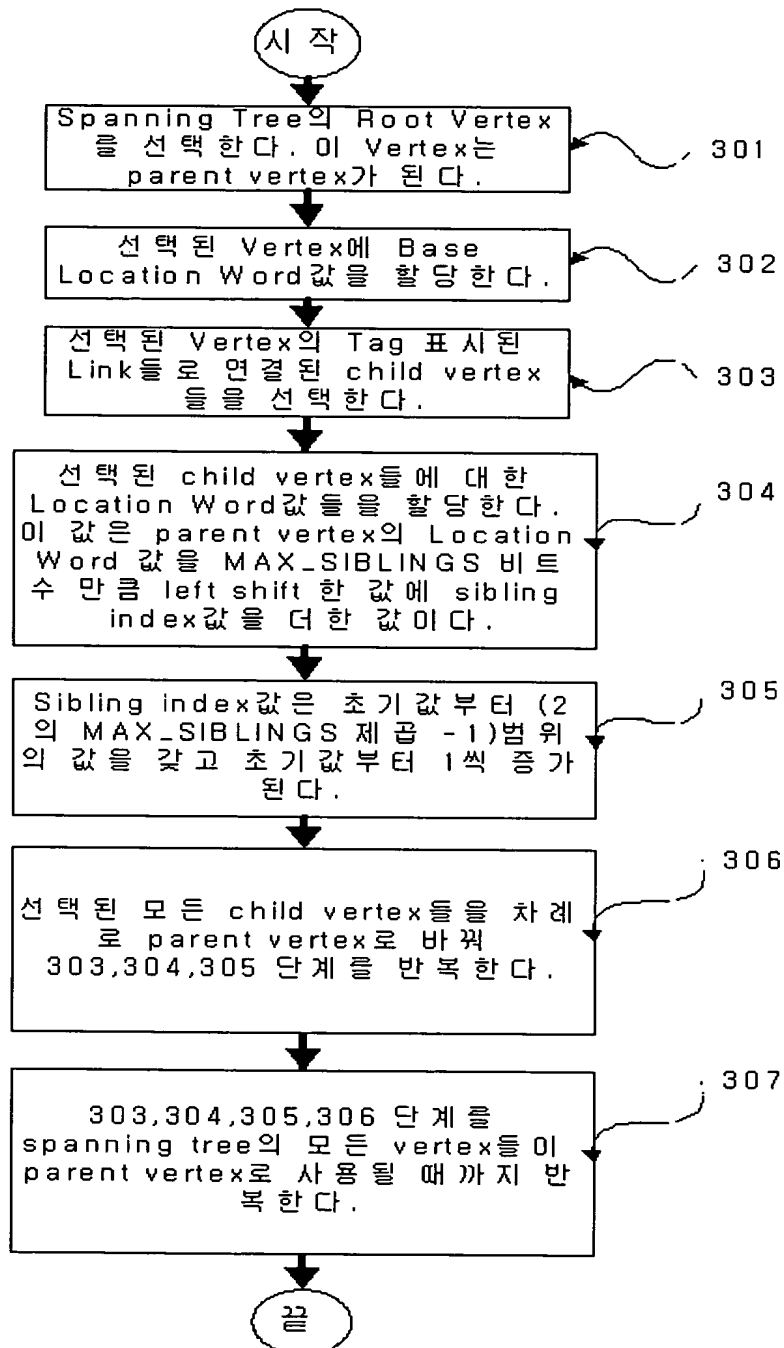 시작
Spanning Tree의 Root Vertex
를 선택한다.이 Vertex는
parent vertex가 된다.
301
선택된 Vertex에 Base
Location Word값을 할당한다.
302
선택된 Vertex의 Tag 표시된
Link들로 연결된 child vertex
들을 선택한다.
303
선택된 child vertex들에 대한
Location Word값들을 할당한다.
이 값은 parent vertex의 Location
Word 값을 MAX_SIBLINGS 비트
수 만큼 left shift 한 값에 sibling
index값을 더한 값이다.
304
Sibling index값은 초기값부터 (2
의 MAX_SIBLINGS 제곱 -1)범위
의 값을 갖고 초기값부터 1씩 증가
된다.
305
선택된 모든 child vertex들을 차례
로 parent vertex로 바꿔
303,304,305 단계를 반복한다.
306
303,304,305,306 단계를
spanning tree의 모든 vertex들이
parent vertex로 사용될 때까지 반
복한다.
307
끝